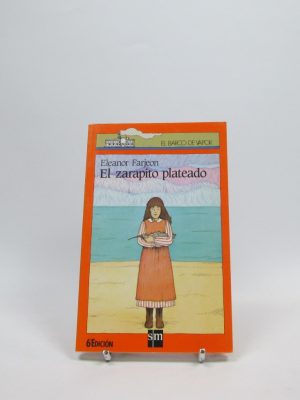 EL BARCO DE VAPOR
Eleanor Farjeon
El zarapito plateado
6ª EDICIÓN
sm